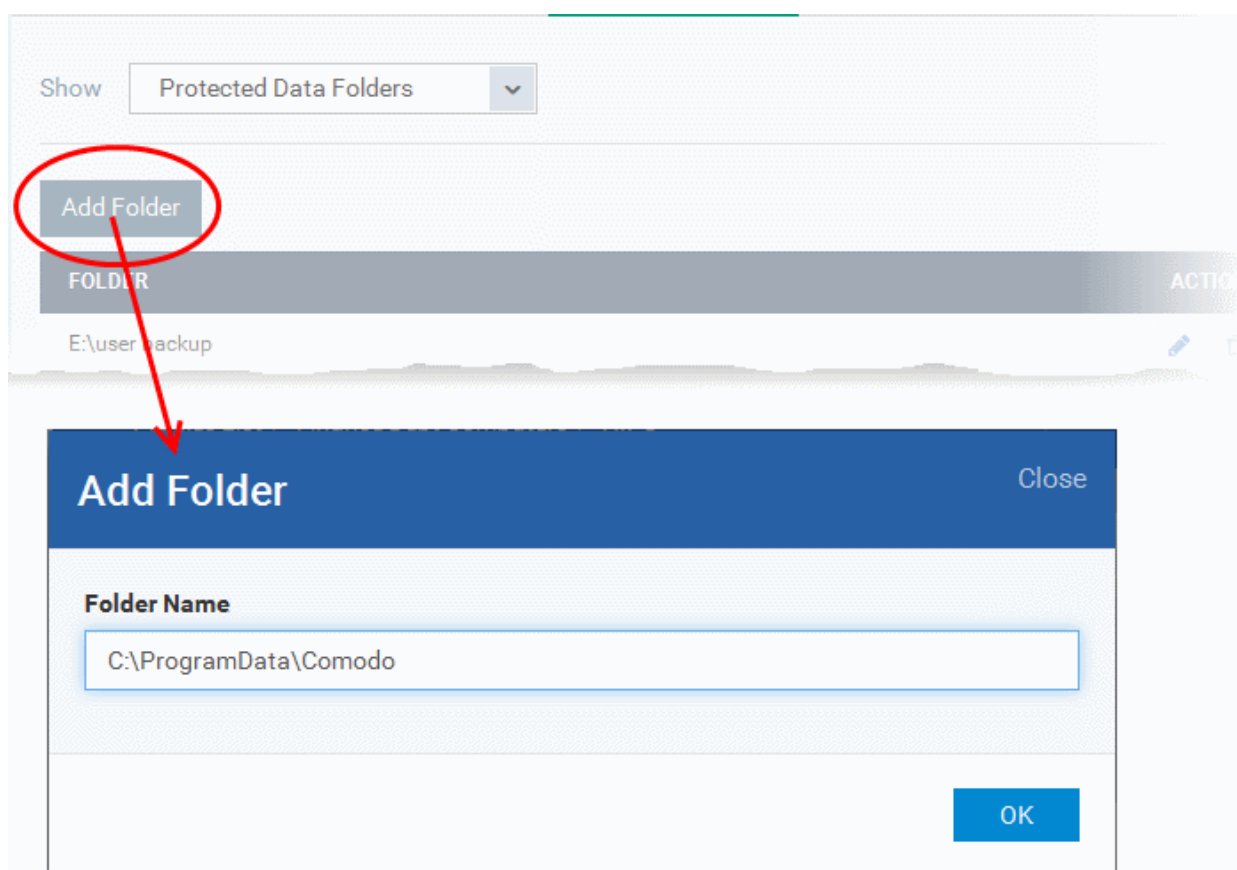 Show Protected Data Folders
Add Folder
FOLDER
E:\user backup
Add Folder Close
Folder Name
C:\ProgramData\Comodo
OK